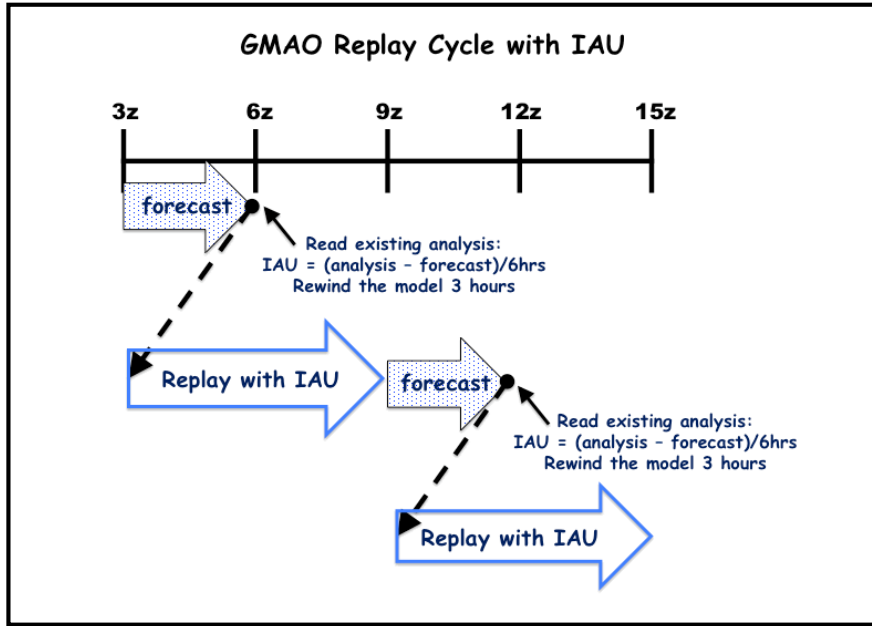 GMAO Replay Cycle with IAU
3z 6z 9z 12z 15z
forecast
Read existing analysis:
IAU = (analysis – forecast)/6hrs
Rewind the model 3 hours
Replay with IAU
forecast
Read existing analysis:
IAU = (analysis – forecast)/6hrs
Rewind the model 3 hours
Replay with IAU